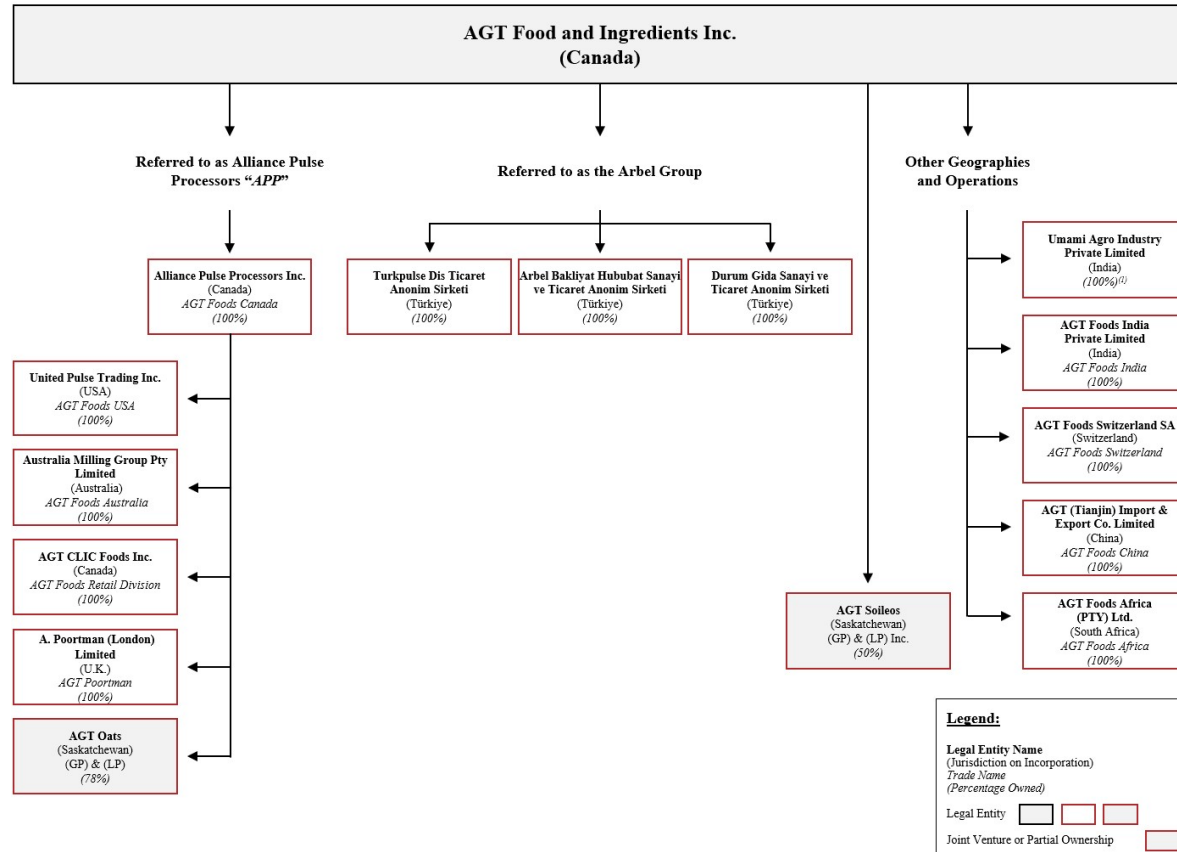 AGT Food and Ingredients Inc.
(Canada)
Referred to as Alliance Pulse
Processors “APP”
Referred to as the Arbel Group
Other Geographies
and Operations
Alliance Pulse Processors Inc.
(Canada)
AGT Foods Canada
(100%)
Turkpulse Dis Ticaret
Anonim Sirketi
(Türkiye)
(100%)
Arbel Bakliyat Hububat Sanayi
ve Ticaret Anonim Sirketi
(Türkiye)
(100%)
Durum Gida Sanayi ve
Ticaret Anonim Sirketi
(Türkiye)
(100%)
Umami Agro Industry
Private Limited
(India)
(100%)(1)
United Pulse Trading Inc.
(USA)
AGT Foods USA
(100%)
AGT Foods India
Private Limited
(India)
AGT Foods India
(100%)
Australia Milling Group Pty
Limited
(Australia)
AGT Foods Australia
(100%)
AGT Foods Switzerland SA
(Switzerland)
AGT Foods Switzerland
(100%)
AGT CLIC Foods Inc.
(Canada)
AGT Foods Retail Division
(100%)
AGT (Tianjin) Import &
Export Co. Limited
(China)
AGT Foods China
(100%)
A. Poortman (London)
Limited
(U.K.)
AGT Poortman
(100%)
AGT Soileos
(Saskatchewan)
(GP) & (LP) Inc.
(50%)
AGT Foods Africa
(PTY) Ltd.
(South Africa)
AGT Foods Africa
(100%)
AGT Oats
(Saskatchewan)
(GP) & (LP)
(78%)
Legend:
Legal Entity Name
(Jurisdiction on Incorporation)
Trade Name
(Percentage Owned)
Legal Entity
Joint Venture or Partial Ownership